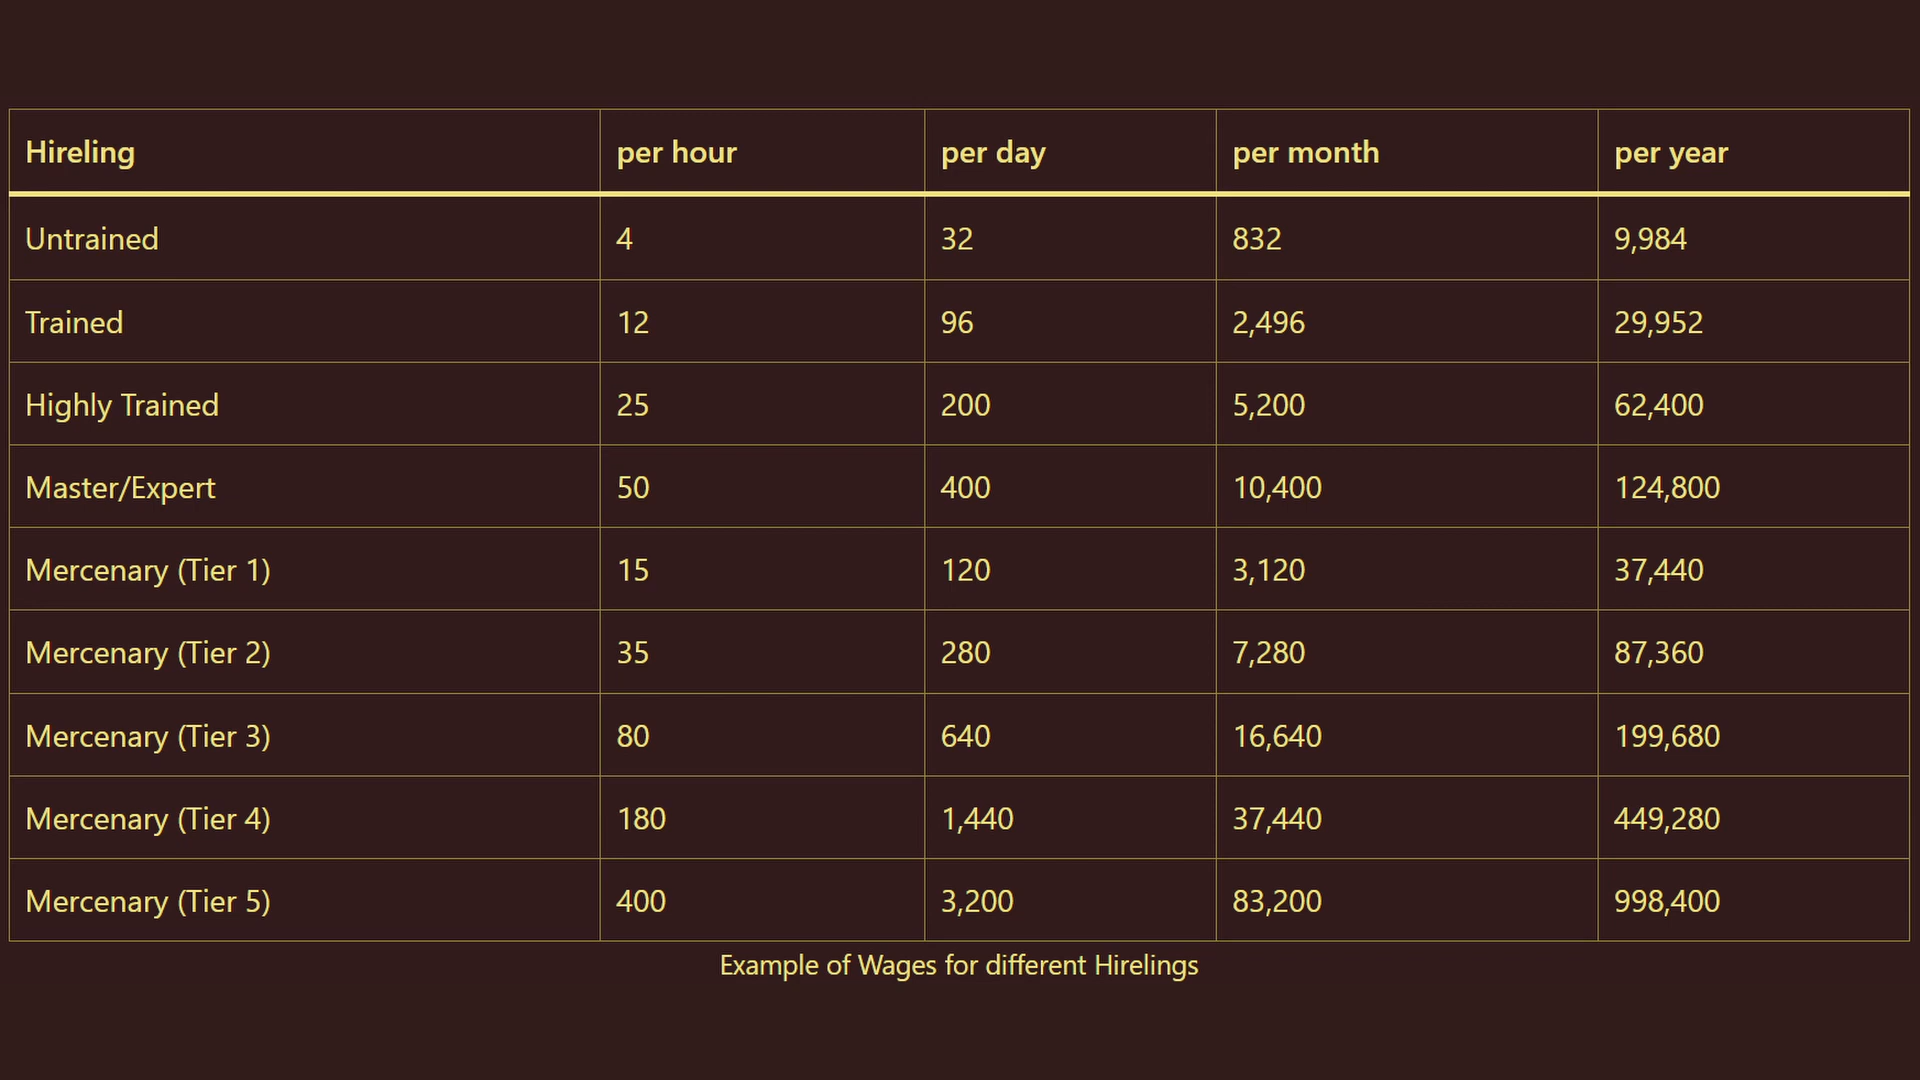 Hireling per hour per day per month per year
Untrained 4 32 832 9,984
Trained 12 96 2,496 29,952
Highly Trained 25 200 5,200 62,400
Master/Expert 50 400 10,400 124,800
Mercenary (Tier 1) 15 120 3,120 37,440
Mercenary (Tier 2) 35 280 7,280 87,360
Mercenary (Tier 3) 80 640 16,640 199,680
Mercenary (Tier 4) 180 1,440 37,440 449,280
Mercenary (Tier 5) 400 3,200 83,200 998,400
Example of Wages for different Hirelings